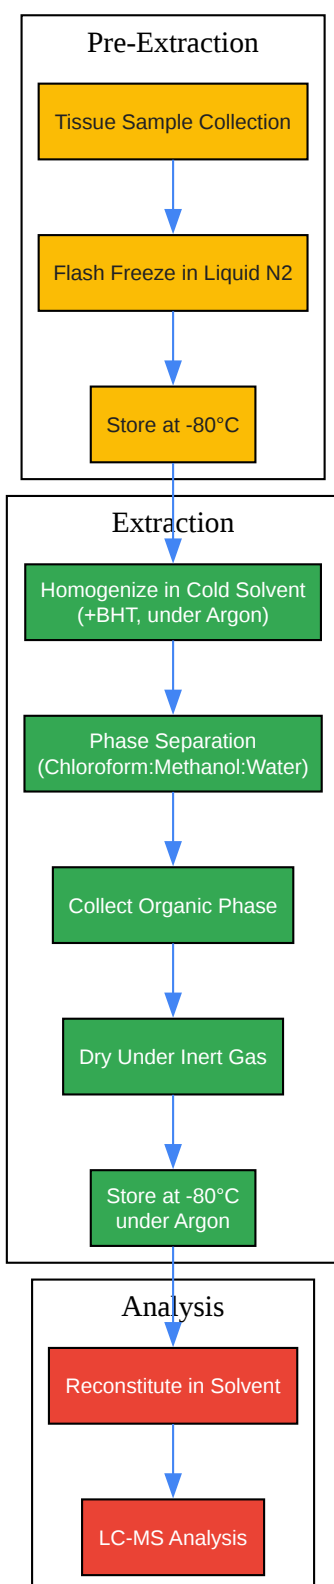 Pre-Extraction
Tissue Sample Collection
Flash Freeze in Liquid N2
Store at -80°C
Extraction
Homogenize in Cold Solvent
(+BHT, under Argon)
Phase Separation
(Chloroform:Methanol:Water)
Collect Organic Phase
Dry Under Inert Gas
Store at -80°C
under Argon
Analysis
Reconstitute in Solvent
LC-MS Analysis